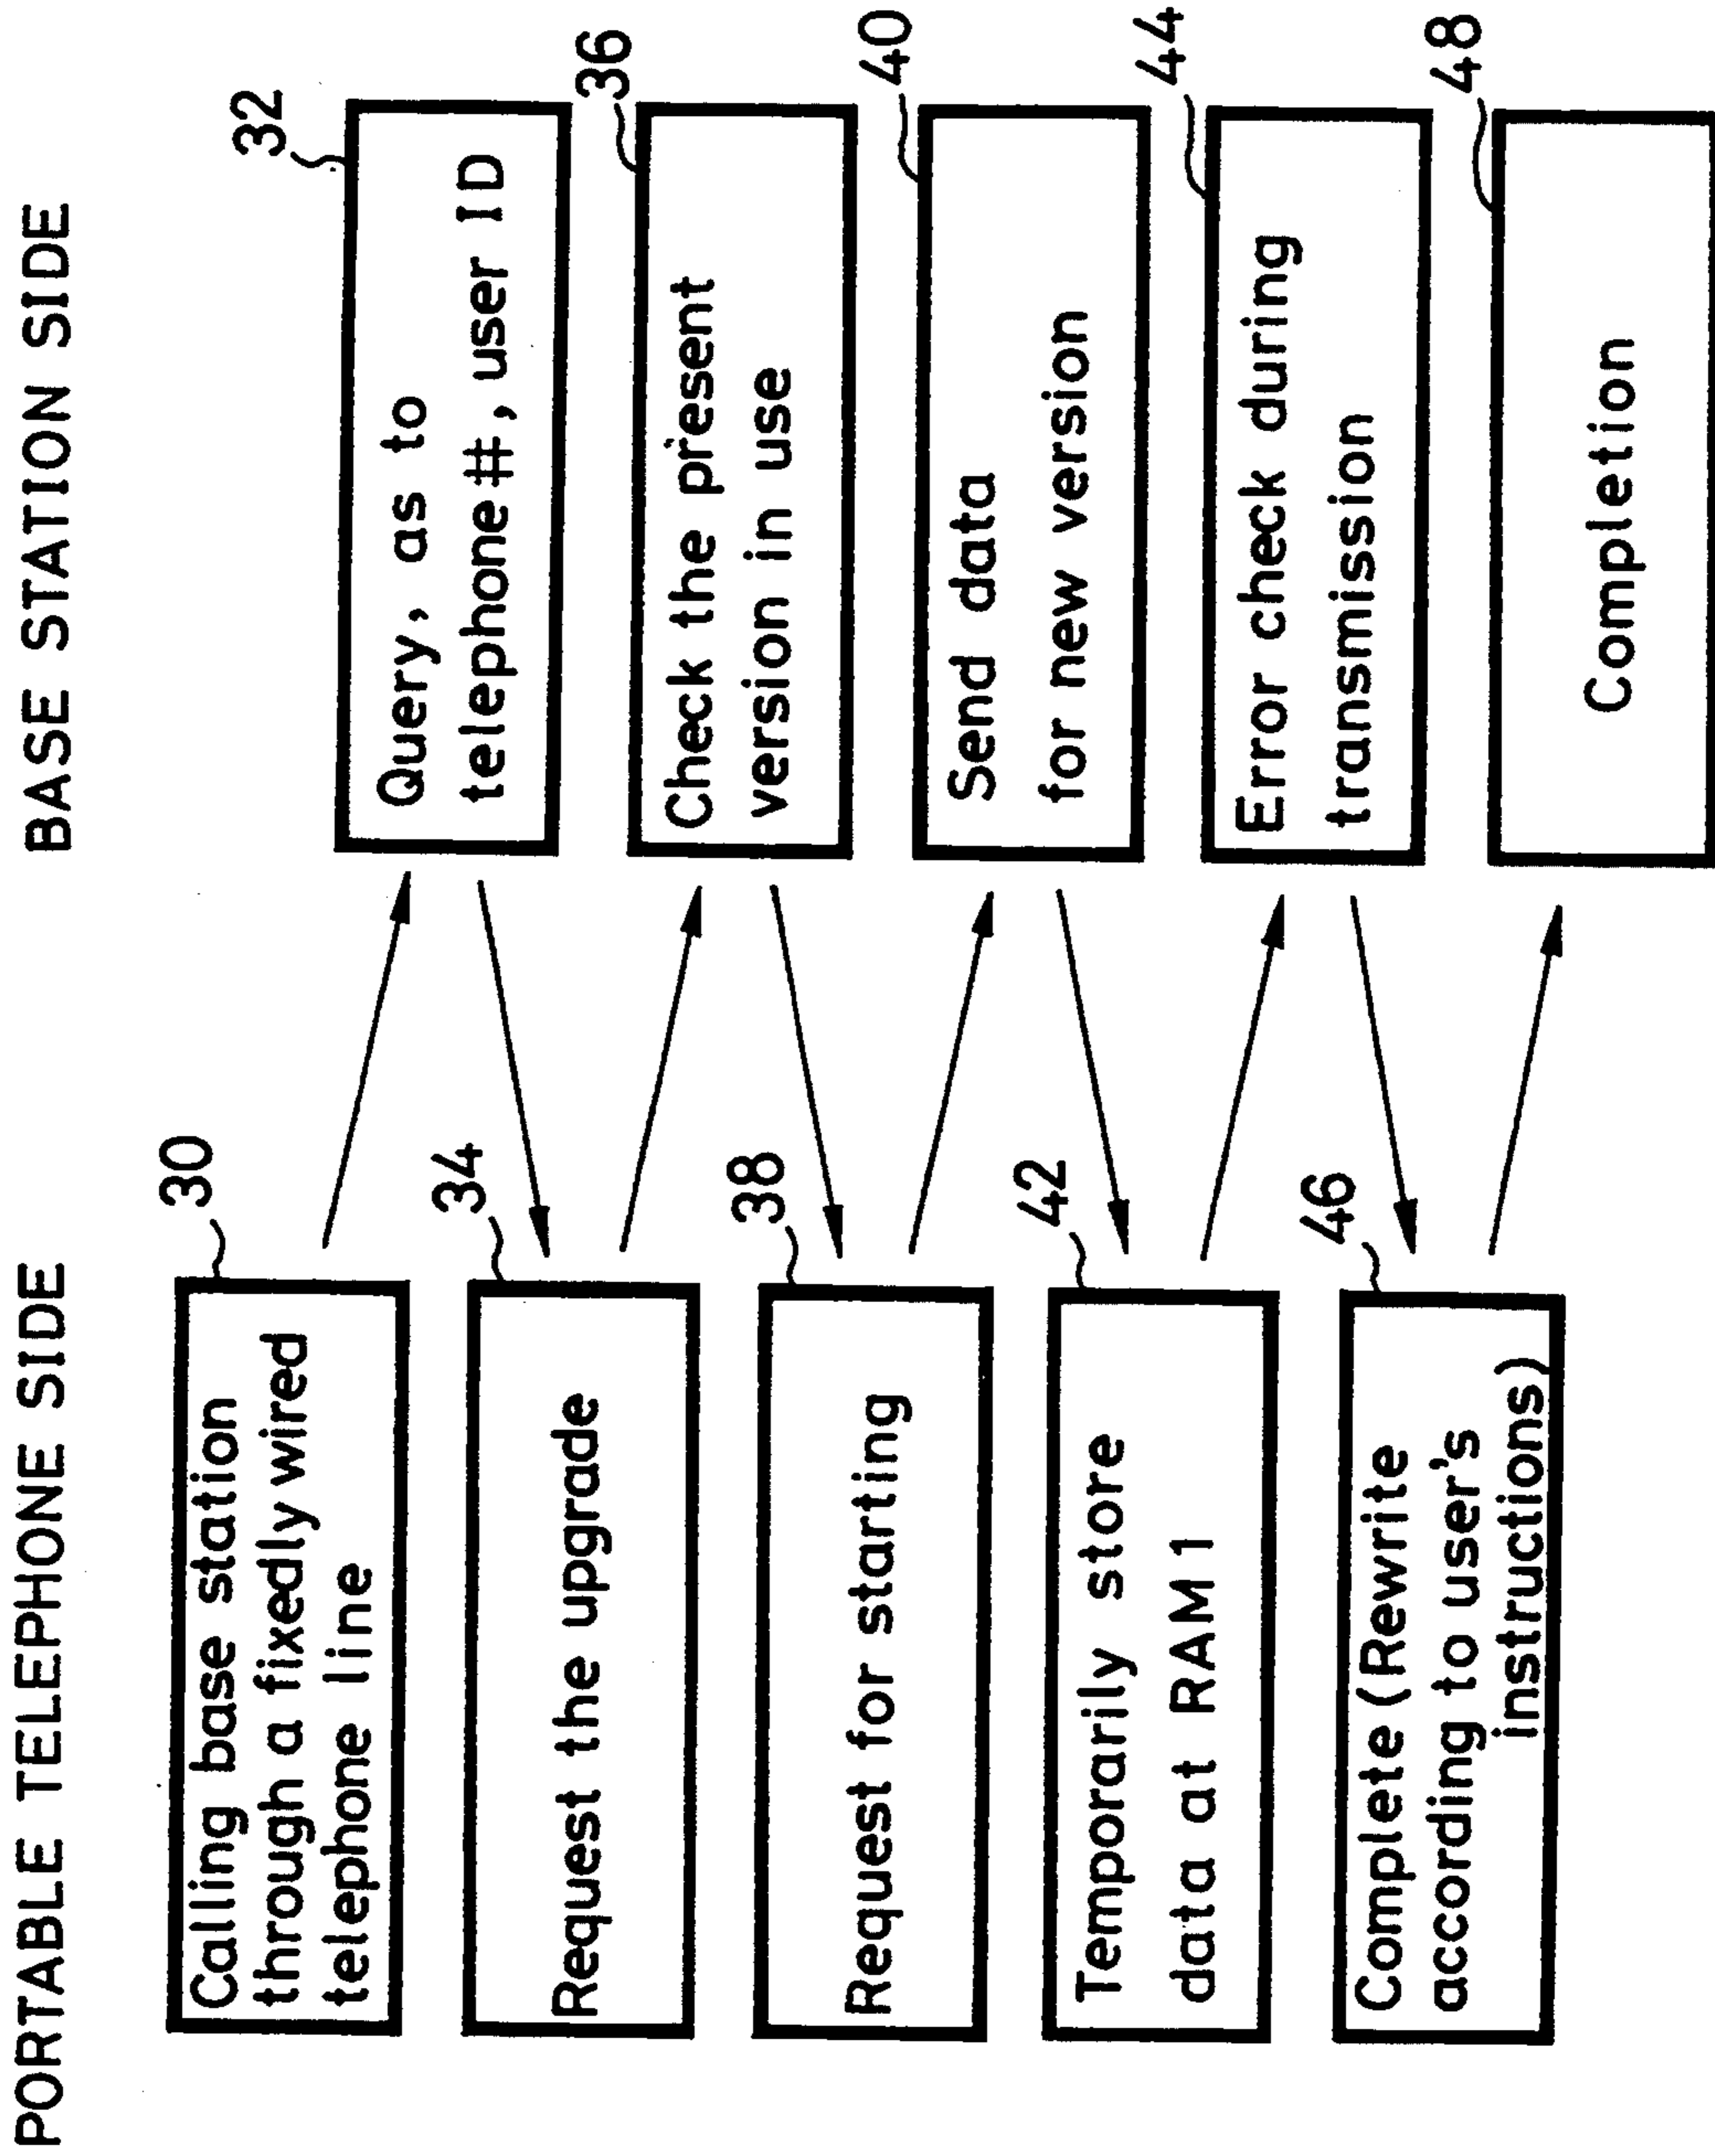 PORTABLE TELEPHONE SIDE
BASE STATION SIDE
30
Calling base station
through a fixedly wired
telephone line
32
Query, as to
telephone#, user ID
34
Request the upgrade
36
Check the present
version in use
38
Request for starting
40
Send data
for new version
42
Temporarily store
data at RAM1
44
Error check during
transmission
46
Complete (Rewrite
according to user's
instructions)
48
Completion